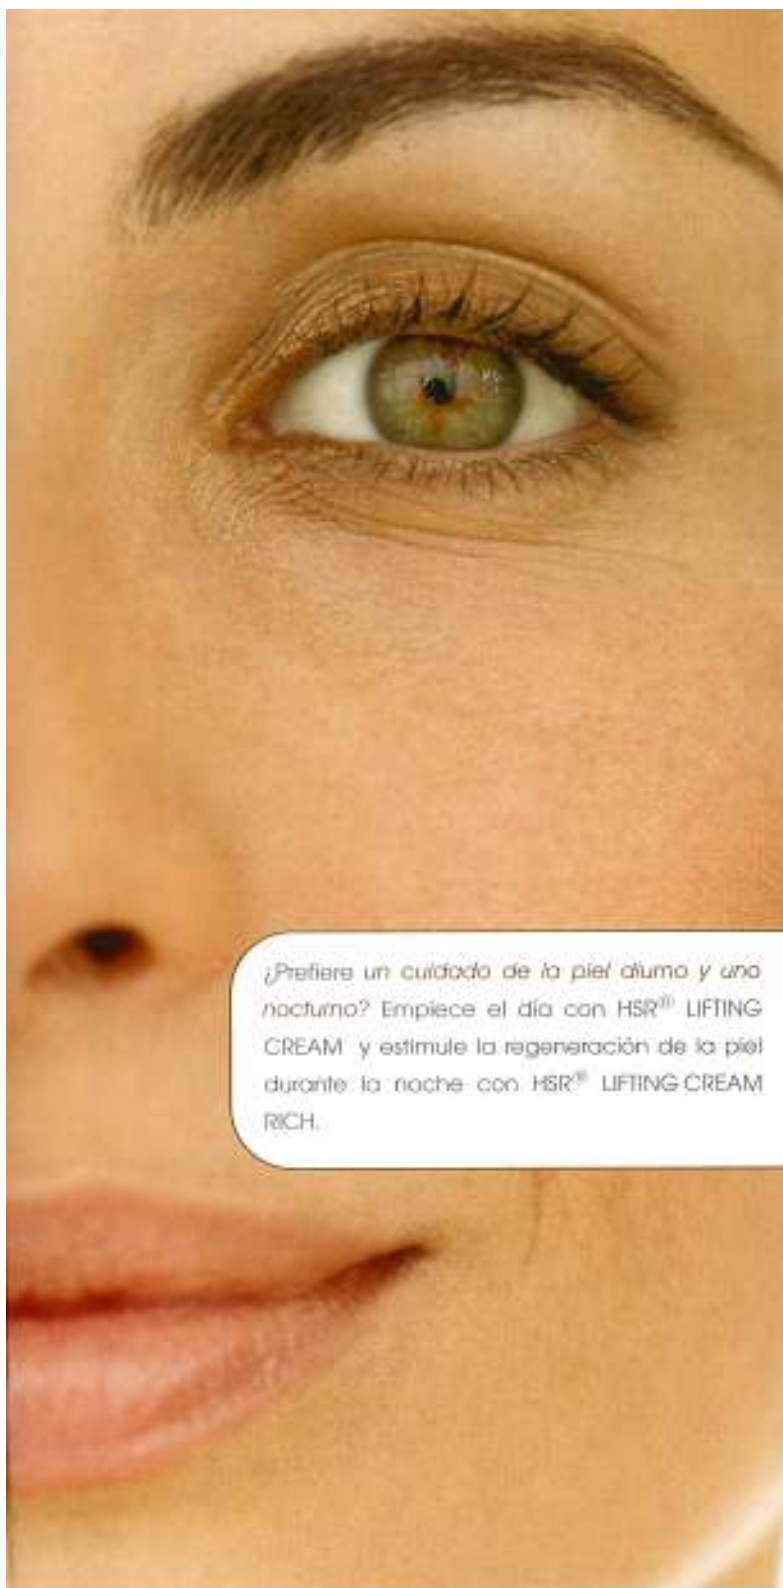 ¿Prefiere un cuidado de la piel diurno y uno
nocturno? Empiece el día con HSR® LIFTING
CREAM y estimule la regeneración de la piel
durante la noche con HSR® LIFTING CREAM
RICH.